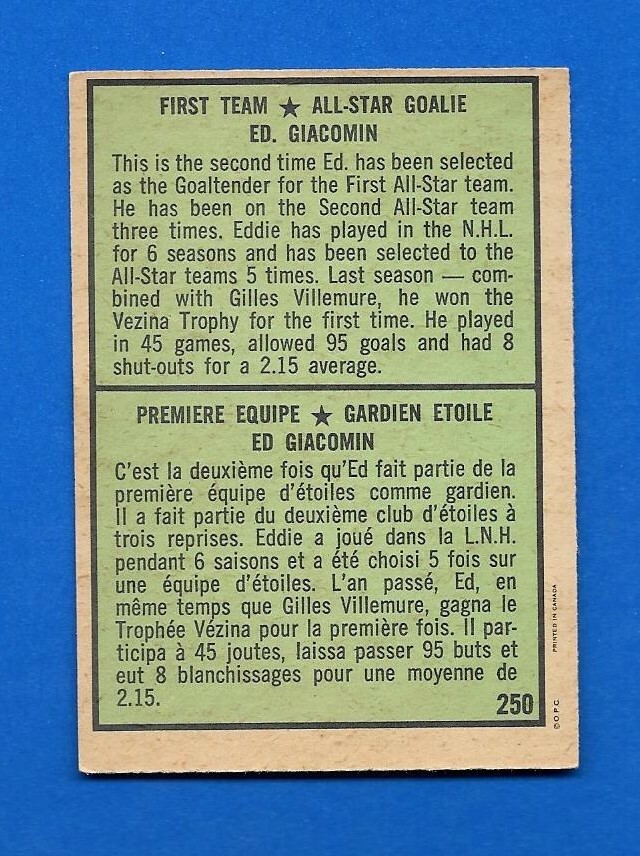 FIRST TEAM ★ ALL-STAR GOALIE
ED. GIACOMIN
This is the second time Ed. has been selected
as the Goaltender for the First All-Star team.
He has been on the Second All-Star team
three times. Eddie has played in the N.H.L.
for 6 seasons and has been selected to the
All-Star teams 5 times. Last season — com-
bined with Gilles Villemure, he won the
Vezina Trophy for the first time. He played
in 45 games, allowed 95 goals and had 8
shut-outs for a 2.15 average.
PREMIERE EQUIPE ★ GARDIEN ETOILE
ED GIACOMIN
C'est la deuxième fois qu'Ed fait partie de la
première équipe d'étoiles comme gardien.
Il a fait partie du deuxième club d'étoiles à
trois reprises. Eddie a joué dans la L.N.H.
pendant 6 saisons et a été choisi 5 fois sur
une équipe d'étoiles. L'an passé, Ed, en
même temps que Gilles Villemure, gagna le
Trophée Vézina pour la première fois. Il par-
ticipa à 45 joutes, laissa passer 95 buts et
eut 8 blanchissages pour une moyenne de
2.15.
250
©O.P.C. PRINTED IN CANADA